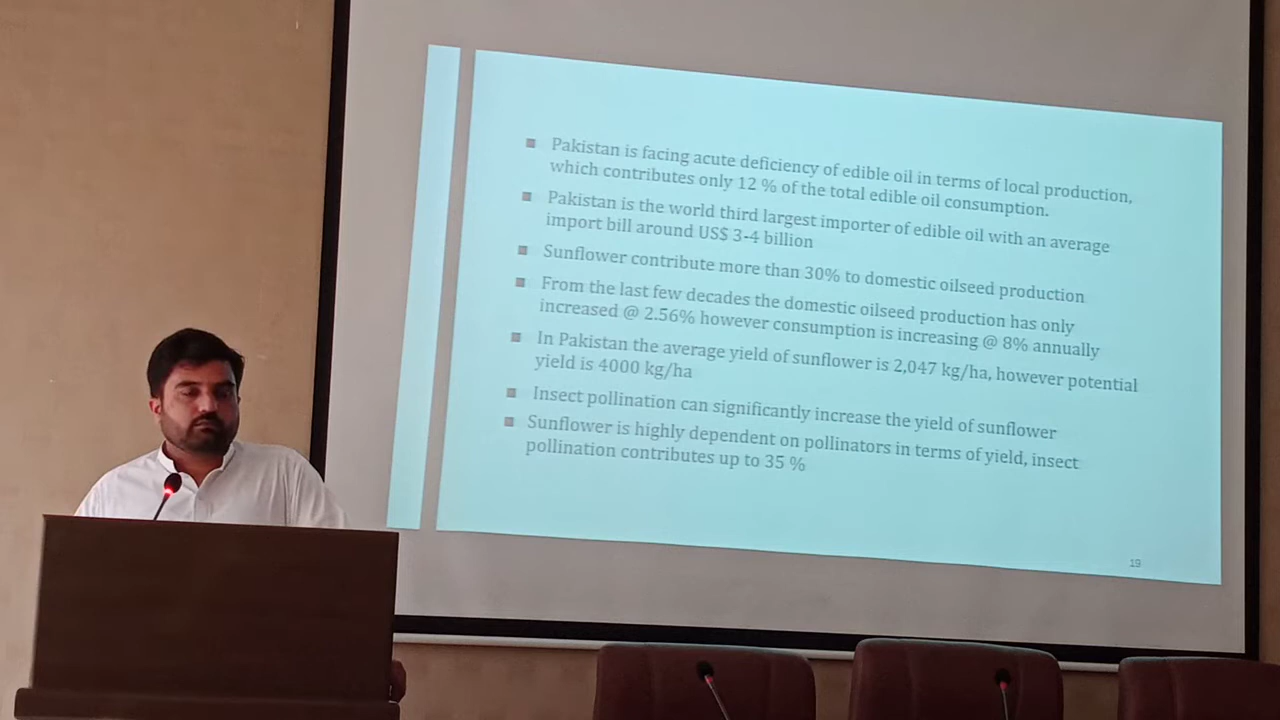 ▪ Pakistan is facing acute deficiency of edible oil in terms of local production,
which contributes only 12 % of the total edible oil consumption.
▪ Pakistan is the world third largest importer of edible oil with an average
import bill around US$ 3-4 billion
▪ Sunflower contribute more than 30% to domestic oilseed production
▪ From the last few decades the domestic oilseed production has only
increased @ 2.56% however consumption is increasing @ 8% annually
▪ In Pakistan the average yield of sunflower is 2,047 kg/ha, however potential
yield is 4000 kg/ha
▪ Insect pollination can significantly increase the yield of sunflower
▪ Sunflower is highly dependent on pollinators in terms of yield, insect
pollination contributes up to 35 %
19